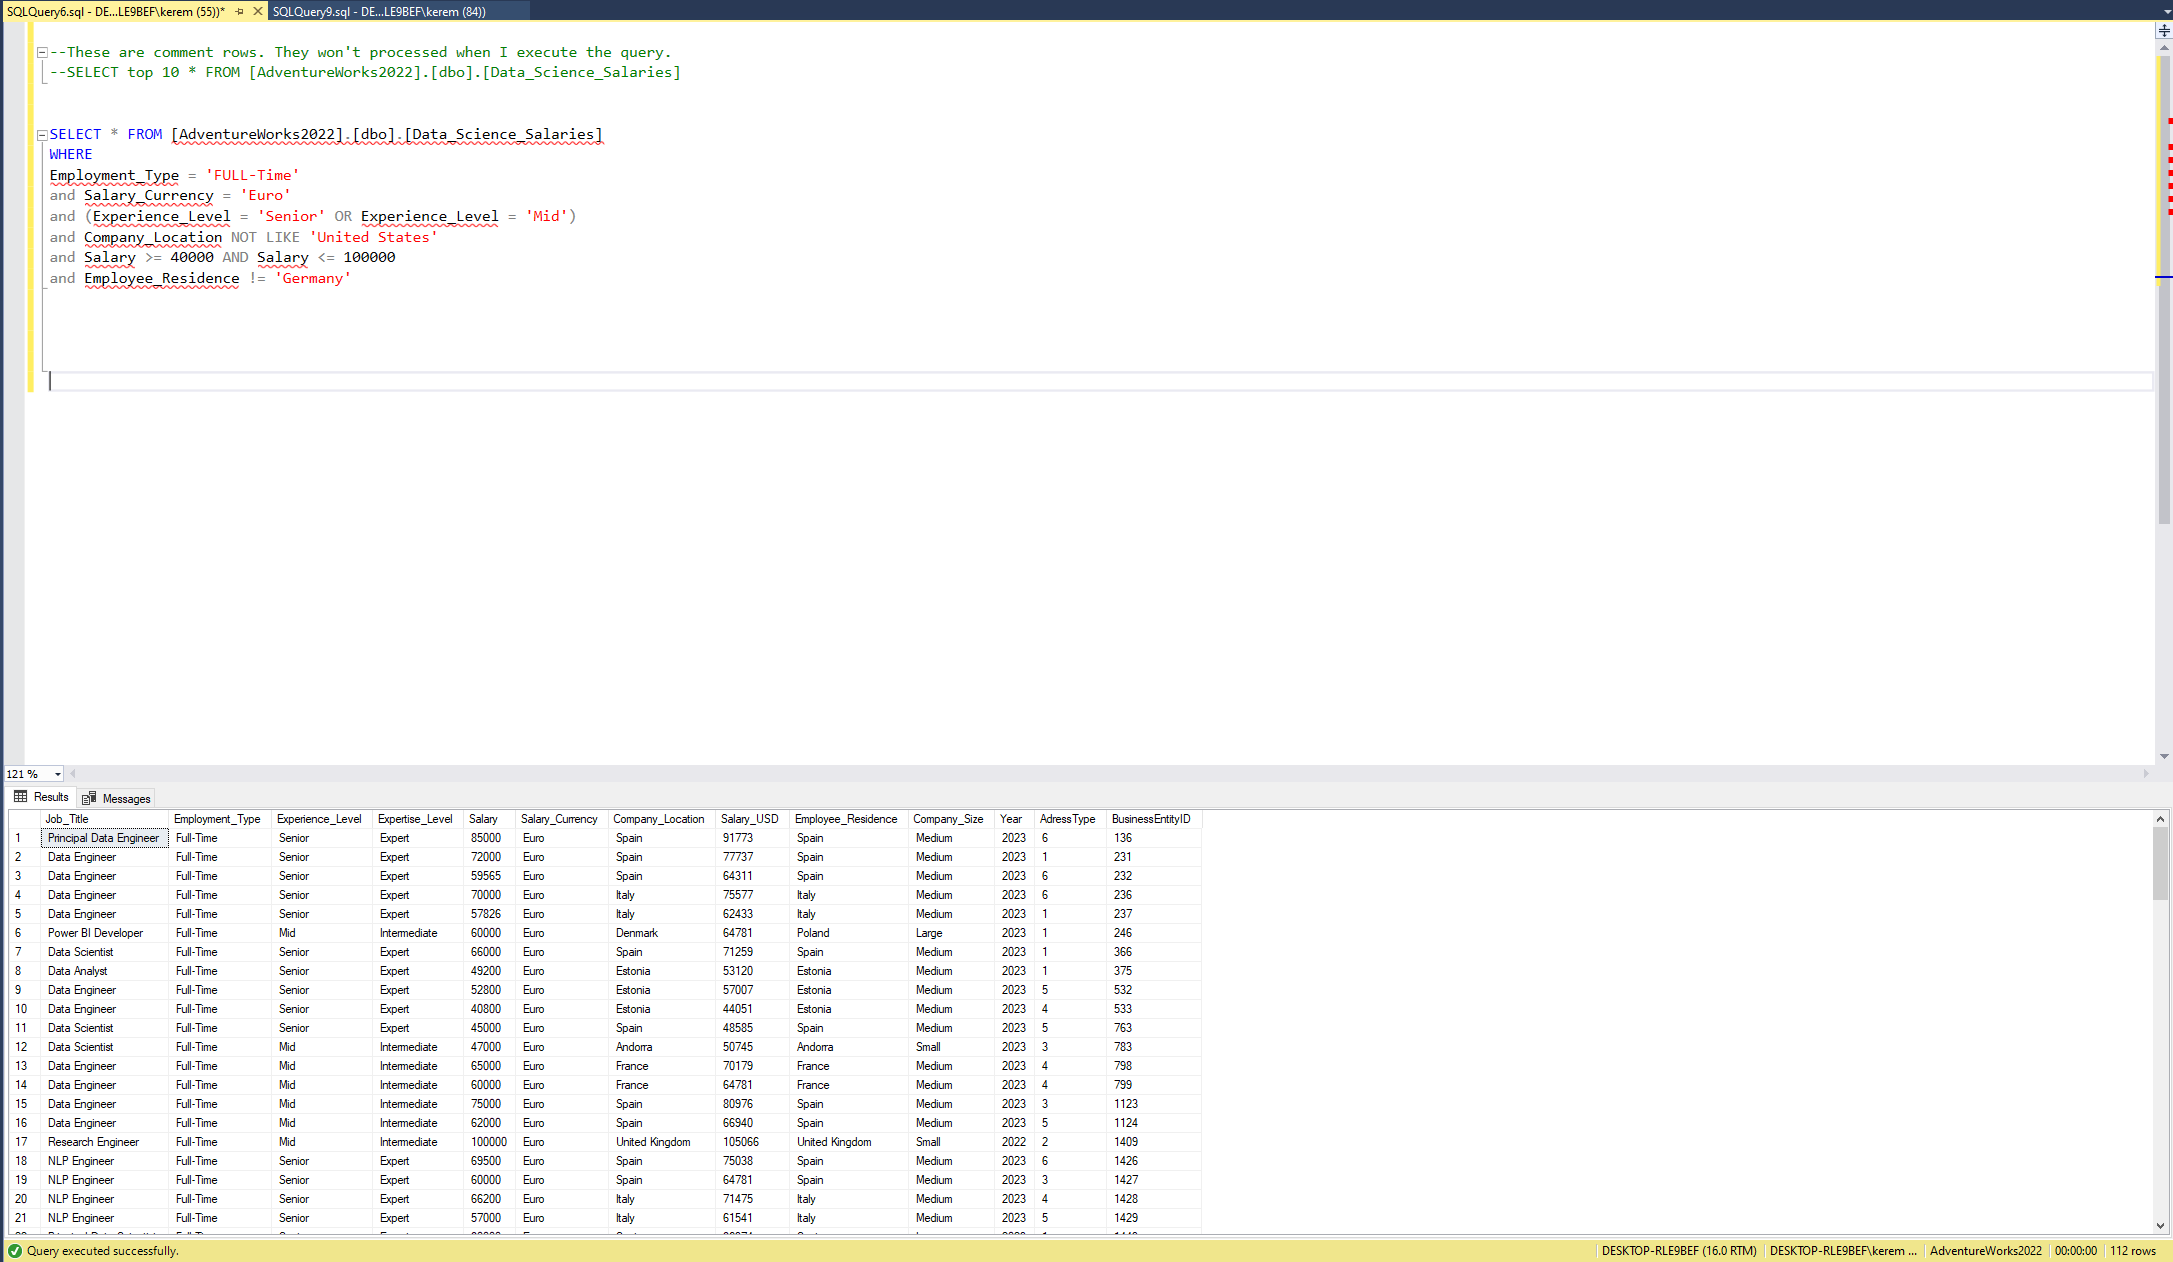 SQLQuery6.sql - DE...LE9BEF\kerem (55))* SQLQuery9.sql - DE...LE9BEF\kerem (84))
--These are comment rows. They won't processed when I execute the query.
--SELECT top 10 * FROM [AdventureWorks2022].[dbo].[Data_Science_Salaries]
SELECT * FROM [AdventureWorks2022].[dbo].[Data_Science_Salaries]
WHERE
Employment_Type = 'FULL-Time'
and Salary_Currency = 'Euro'
and (Experience_Level = 'Senior' OR Experience_Level = 'Mid')
and Company_Location NOT LIKE 'United States'
and Salary >= 40000 AND Salary <= 100000
and Employee_Residence != 'Germany'
121 %
Results Messages
Job_Title Employment_Type Experience_Level Expertise_Level Salary Salary_Currency Company_Location Salary_USD Employee_Residence Company_Size Year AdressType BusinessEntityID
1 Principal Data Engineer Full-Time Senior Expert 85000 Euro Spain 91773 Spain Medium 2023 6 136
2 Data Engineer Full-Time Senior Expert 72000 Euro Spain 77737 Spain Medium 2023 1 231
3 Data Engineer Full-Time Senior Expert 59565 Euro Spain 64311 Spain Medium 2023 6 232
4 Data Engineer Full-Time Senior Expert 70000 Euro Italy 75577 Italy Medium 2023 6 236
5 Data Engineer Full-Time Senior Expert 57826 Euro Italy 62433 Italy Medium 2023 1 237
6 Power BI Developer Full-Time Mid Intermediate 60000 Euro Denmark 64781 Poland Large 2023 1 246
7 Data Scientist Full-Time Senior Expert 66000 Euro Spain 71259 Spain Medium 2023 1 366
8 Data Analyst Full-Time Senior Expert 49200 Euro Estonia 53120 Estonia Medium 2023 1 375
9 Data Engineer Full-Time Senior Expert 52800 Euro Estonia 57007 Estonia Medium 2023 5 532
10 Data Engineer Full-Time Senior Expert 40800 Euro Estonia 44051 Estonia Medium 2023 4 533
11 Data Scientist Full-Time Senior Expert 45000 Euro Spain 48585 Spain Medium 2023 5 763
12 Data Scientist Full-Time Mid Intermediate 47000 Euro Andorra 50745 Andorra Small 2023 3 783
13 Data Engineer Full-Time Mid Intermediate 65000 Euro France 70179 France Medium 2023 4 798
14 Data Engineer Full-Time Mid Intermediate 60000 Euro France 64781 France Medium 2023 4 799
15 Data Engineer Full-Time Mid Intermediate 75000 Euro Spain 80976 Spain Medium 2023 3 1123
16 Data Engineer Full-Time Mid Intermediate 62000 Euro Spain 66940 Spain Medium 2023 5 1124
17 Research Engineer Full-Time Mid Intermediate 100000 Euro United Kingdom 105066 United Kingdom Small 2022 2 1409
18 NLP Engineer Full-Time Senior Expert 69500 Euro Spain 75038 Spain Medium 2023 6 1426
19 NLP Engineer Full-Time Senior Expert 60000 Euro Spain 64781 Spain Medium 2023 3 1427
20 NLP Engineer Full-Time Senior Expert 66200 Euro Italy 71475 Italy Medium 2023 4 1428
21 NLP Engineer Full-Time Senior Expert 57000 Euro Italy 61541 Italy Medium 2023 5 1429
Query executed successfully. DESKTOP-RLE9BEF (16.0 RTM) DESKTOP-RLE9BEF\kerem ... AdventureWorks2022 00:00:00 112 rows